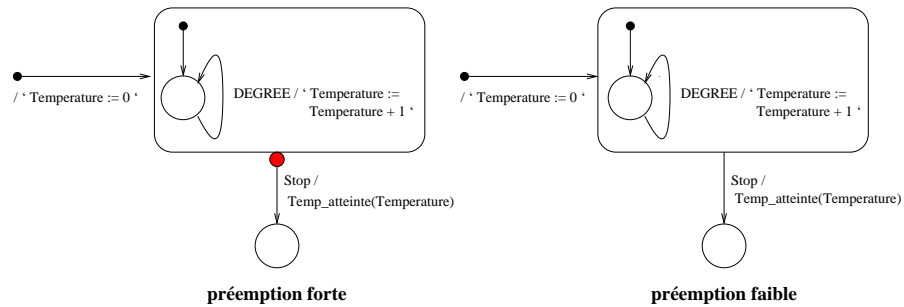 / ‘ Temperature := 0 ‘
DEGREE / ‘ Temperature :=
Temperature + 1 ‘
Stop /
Temp_atteinte(Temperature)
préemption forte
/ ‘ Temperature := 0 ‘
DEGREE / ‘ Temperature :=
Temperature + 1 ‘
Stop /
Temp_atteinte(Temperature)
préemption faible